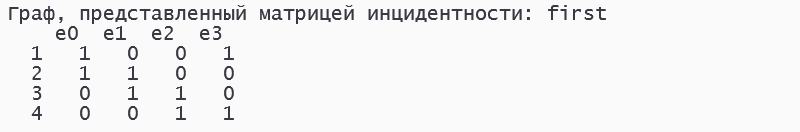 Граф, представленный матрицей инцидентности: first
e0 e1 e2 e3
1 1 0 0 1
2 1 1 0 0
3 0 1 1 0
4 0 0 1 1